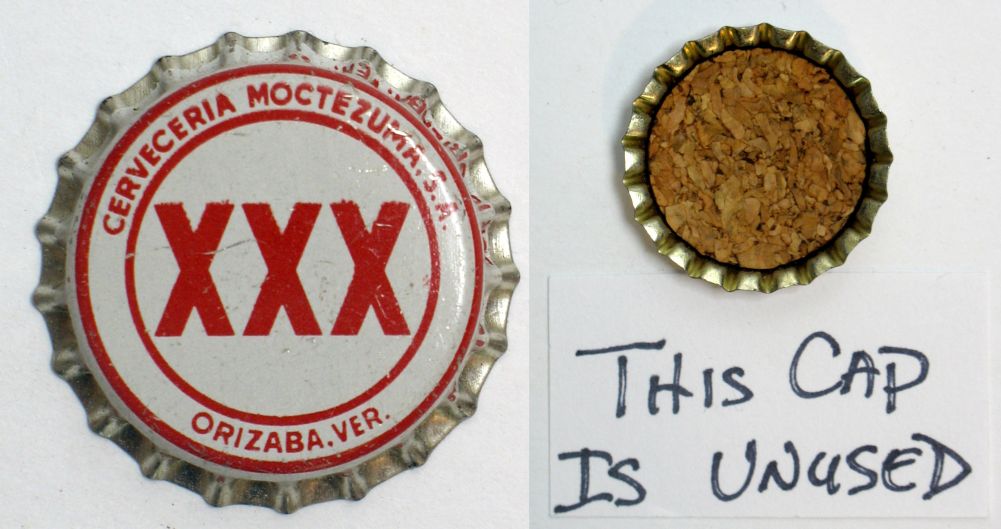 CERVECERIA MOCTEZUMA, S.A.
XXX
ORIZABA, VER.
THIS CAP
IS UNUSED